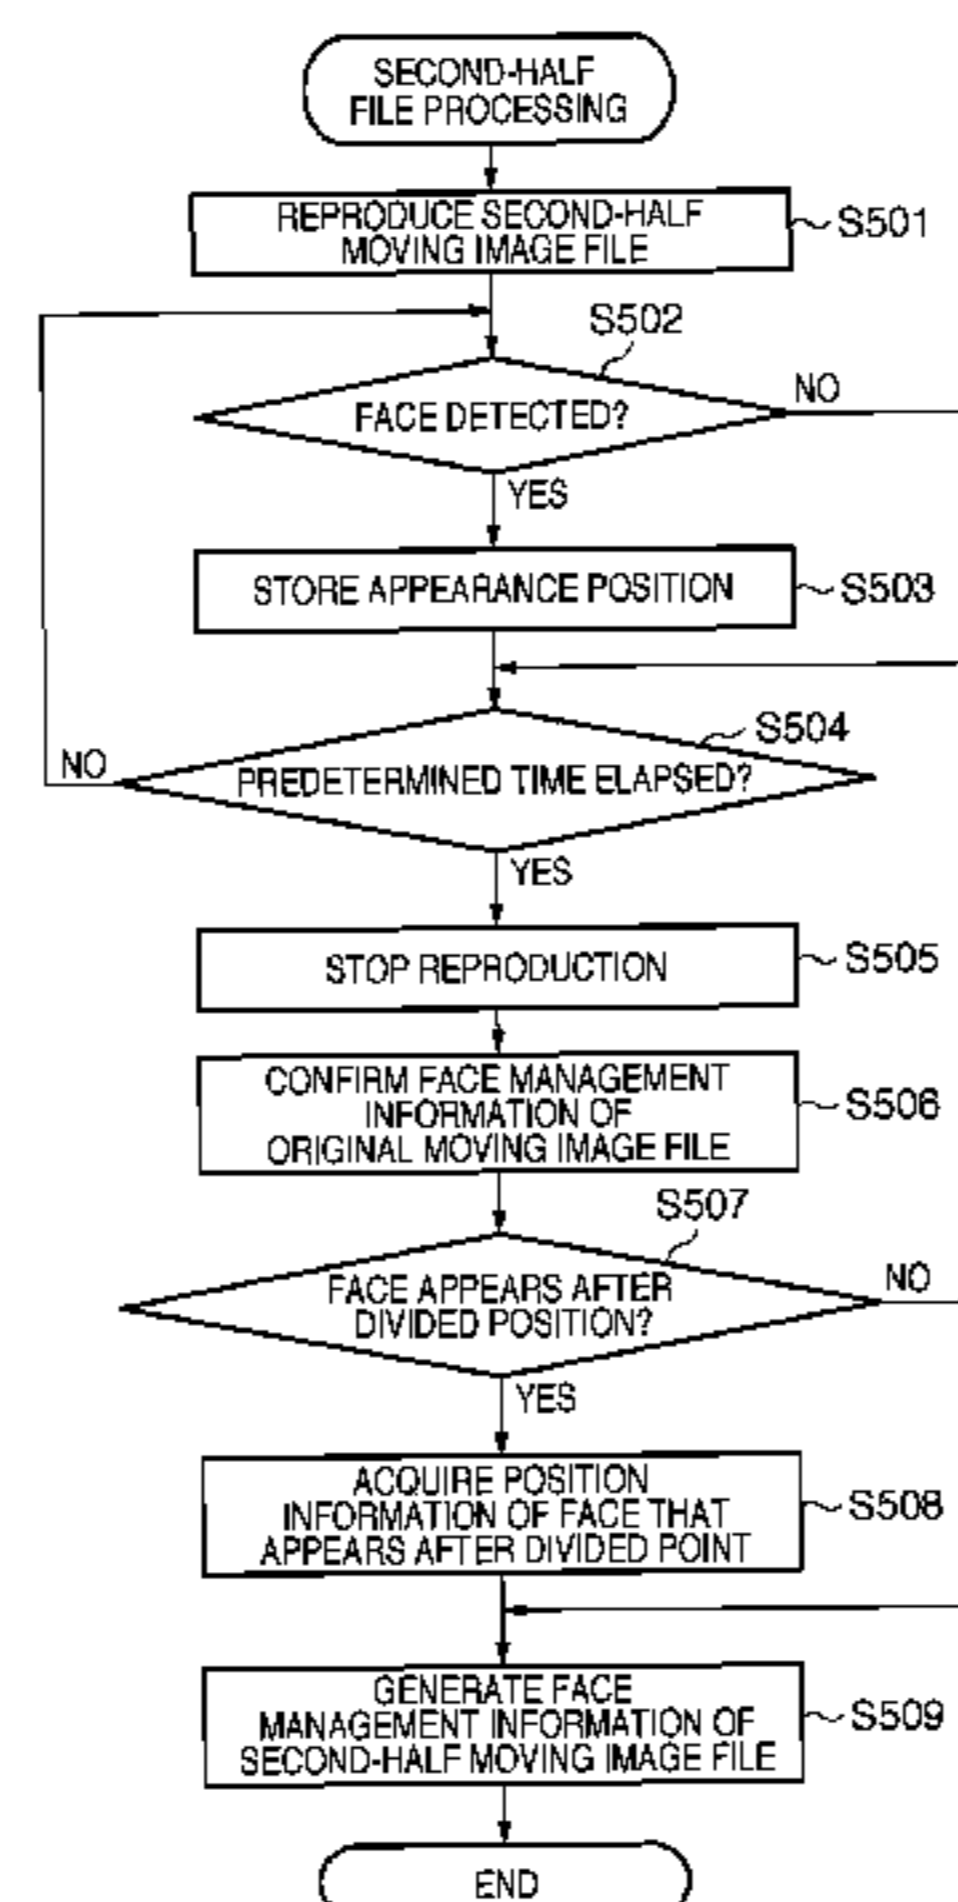 SECOND-HALF
FILE PROCESSING
REPRODUCE SECOND-HALF
MOVING IMAGE FILE
S501
S502
FACE DETECTED?
NO
YES
STORE APPEARANCE POSITION
S503
S504
PREDETERMINED TIME ELAPSED?
NO
YES
STOP REPRODUCTION
S505
CONFIRM FACE MANAGEMENT
INFORMATION OF
ORIGINAL MOVING IMAGE FILE
S506
S507
FACE APPEARS AFTER
DIVIDED POSITION?
NO
YES
ACQUIRE POSITION
INFORMATION OF FACE THAT
APPEARS AFTER DIVIDED POINT
S508
GENERATE FACE
MANAGEMENT INFORMATION OF
SECOND-HALF MOVING IMAGE FILE
S509
END